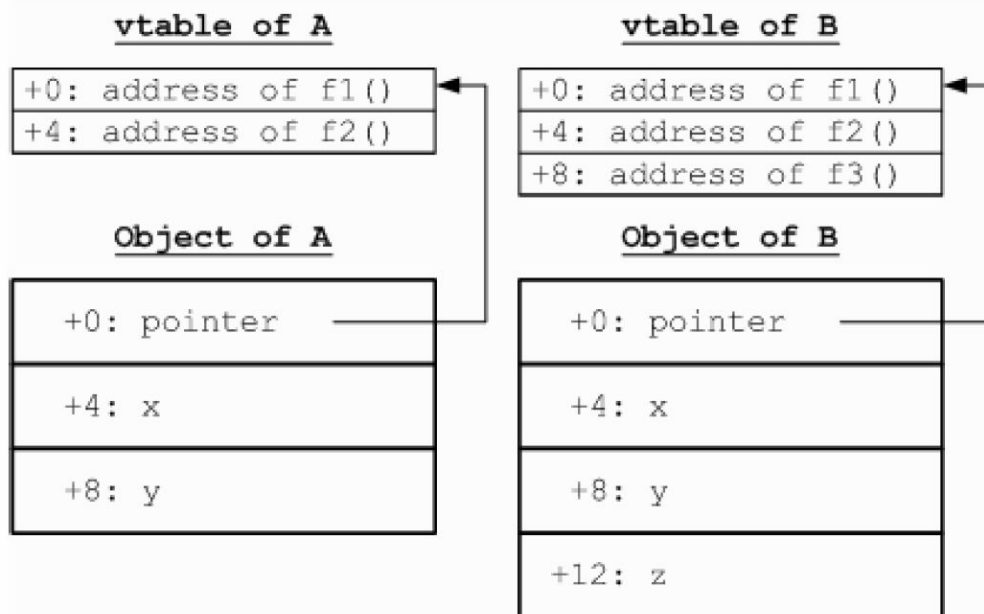 vtable of A
+0: address of f1()
+4: address of f2()
Object of A
+0: pointer
+4: x
+8: y
vtable of B
+0: address of f1()
+4: address of f2()
+8: address of f3()
Object of B
+0: pointer
+4: x
+8: y
+12: z